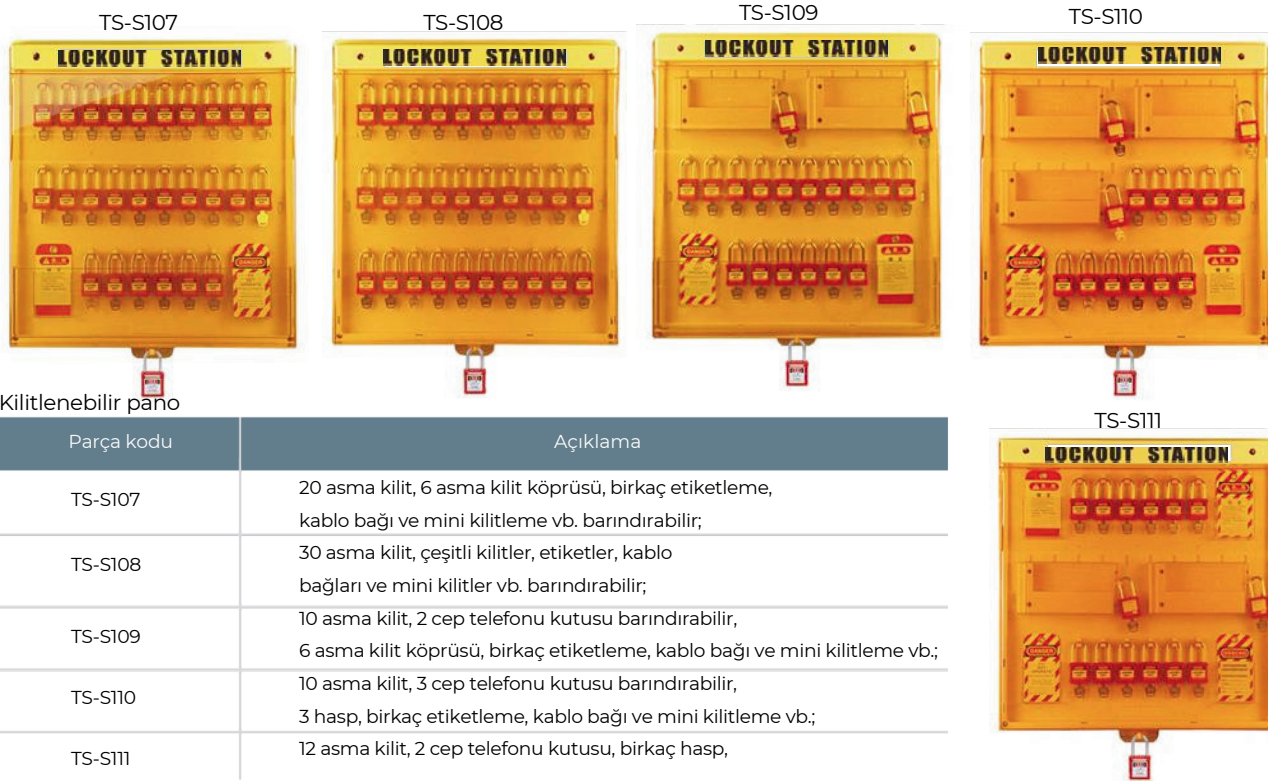 TS-S107
TS-S108
TS-S109
TS-S110
LOCKOUT STATION
LOCKOUT STATION
LOCKOUT STATION
LOCKOUT STATION
DANGER
DANGER
DANGER
Kilitlenebilir pano
Parça kodu
Açıklama
TS-S107
20 asma kilit, 6 asma kilit köprüsü, birkaç etiketleme,
kablo bağı ve mini kilitleme vb. barındırabilir;
TS-S108
30 asma kilit, çeşitli kilitler, etiketler, kablo
bağları ve mini kilitler vb. barındırabilir;
TS-S109
10 asma kilit, 2 cep telefonu kutusu barındırabilir,
6 asma kilit köprüsü, birkaç etiketleme, kablo bağı ve mini kilitleme vb.;
TS-S110
10 asma kilit, 3 cep telefonu kutusu barındırabilir,
3 hasp, birkaç etiketleme, kablo bağı ve mini kilitleme vb.;
TS-S111
12 asma kilit, 2 cep telefonu kutusu, birkaç hasp,
TS-S111
LOCKOUT STATION
DANGER
DANGER